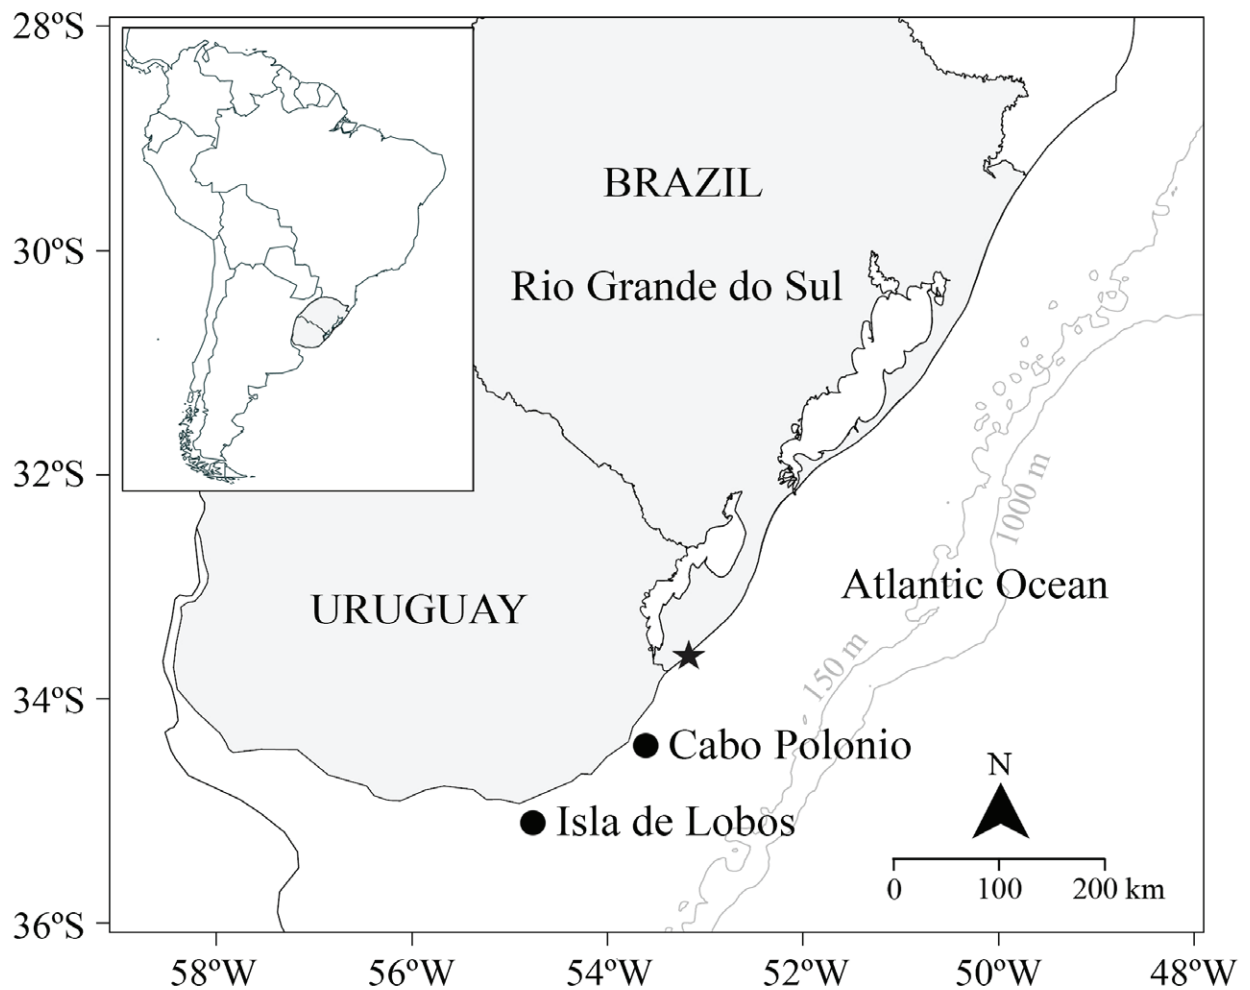 28ºS
BRAZIL
30ºS
Rio Grande do Sul
32ºS
1000 m
Atlantic Ocean
URUGUAY
150 m
34ºS
Cabo Polonio
N
Isla de Lobos
0 100 200 km
36ºS
58ºW 56ºW 54ºW 52ºW 50ºW 48ºW